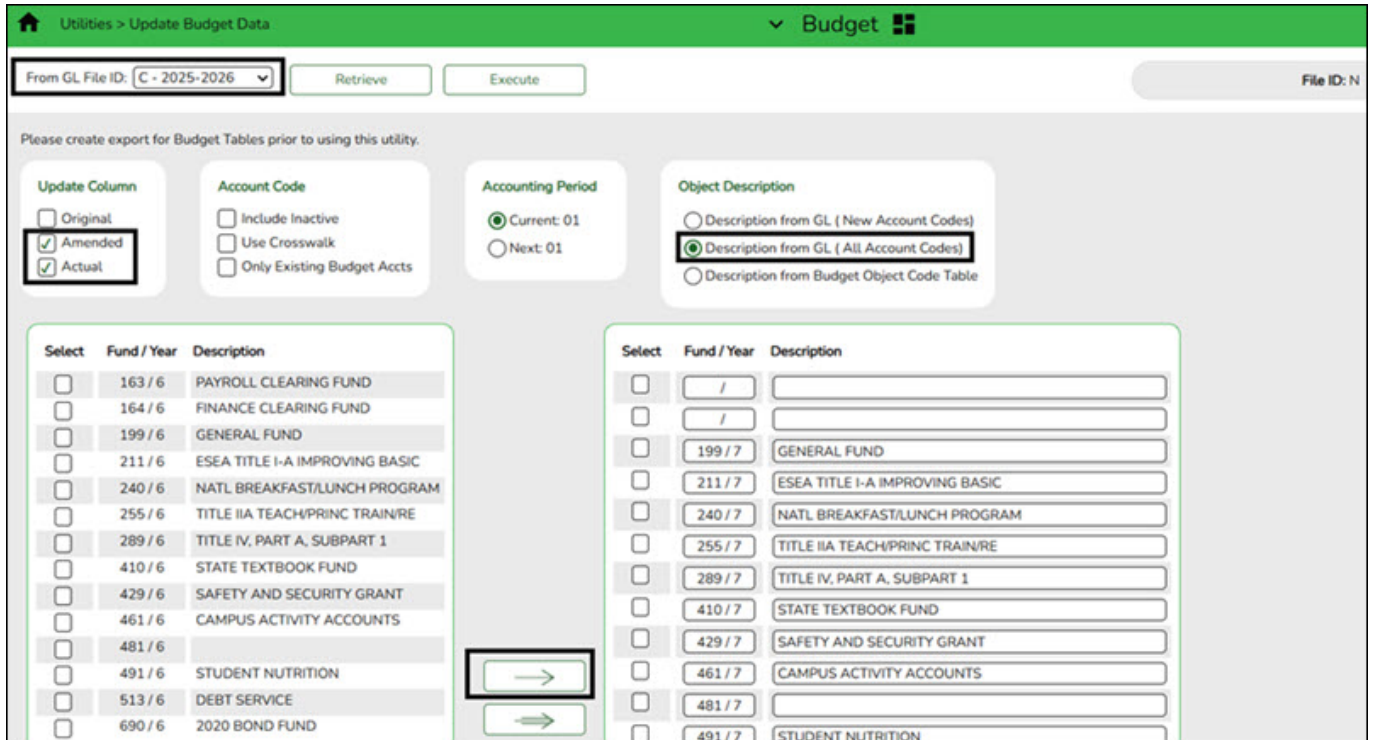 Utilities > Update Budget Data
Budget
From GL File ID: C - 2025-2026 Retrieve Execute File ID: N
Please create export for Budget Tables prior to using this utility.
Update Column
Original
Amended
Actual
Account Code
Include Inactive
Use Crosswalk
Only Existing Budget Accts
Accounting Period
Current: 01
Next: 01
Object Description
Description from GL ( New Account Codes)
Description from GL ( All Account Codes)
Description from Budget Object Code Table
Select Fund / Year Description
163 / 6 PAYROLL CLEARING FUND
164 / 6 FINANCE CLEARING FUND
199 / 6 GENERAL FUND
211 / 6 ESEA TITLE I-A IMPROVING BASIC
240 / 6 NATL BREAKFAST/LUNCH PROGRAM
255 / 6 TITLE IIA TEACH/PRINC TRAIN/RE
289 / 6 TITLE IV, PART A, SUBPART 1
410 / 6 STATE TEXTBOOK FUND
429 / 6 SAFETY AND SECURITY GRANT
461 / 6 CAMPUS ACTIVITY ACCOUNTS
481 / 6
491 / 6 STUDENT NUTRITION
513 / 6 DEBT SERVICE
690 / 6 2020 BOND FUND
Select Fund / Year Description
/
/
199 / 7 GENERAL FUND
211 / 7 ESEA TITLE I-A IMPROVING BASIC
240 / 7 NATL BREAKFAST/LUNCH PROGRAM
255 / 7 TITLE IIA TEACH/PRINC TRAIN/RE
289 / 7 TITLE IV, PART A, SUBPART 1
410 / 7 STATE TEXTBOOK FUND
429 / 7 SAFETY AND SECURITY GRANT
461 / 7 CAMPUS ACTIVITY ACCOUNTS
481 / 7
491 / 7 STUDENT NUTRITION